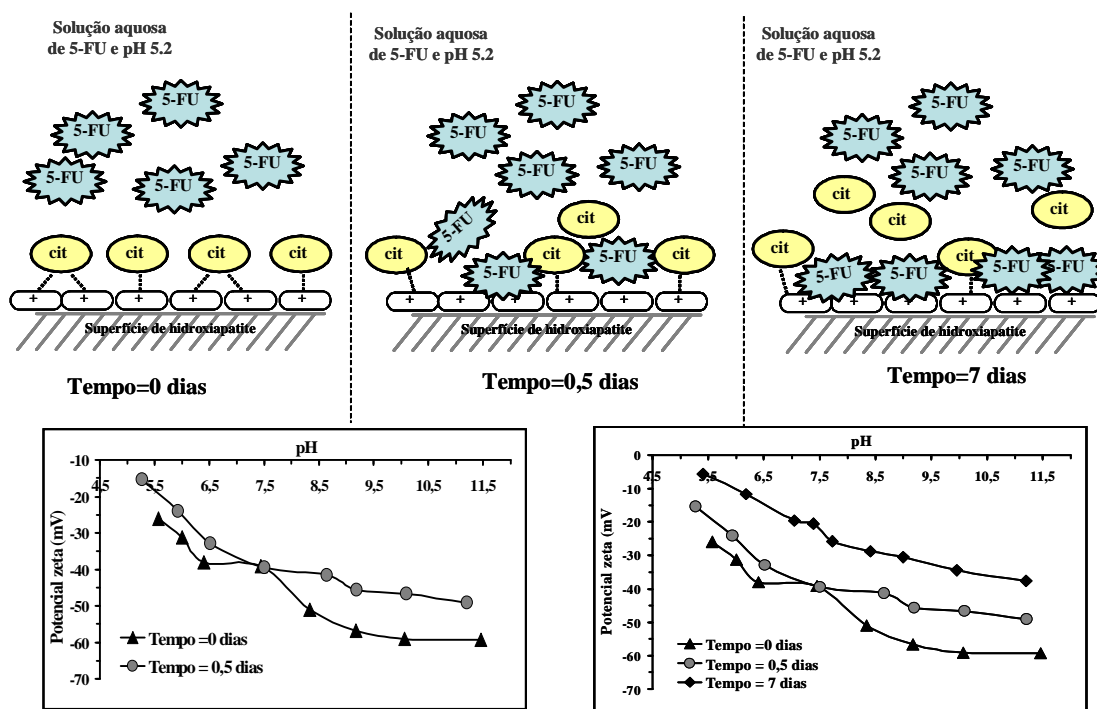 Solução aquosa
de 5-FU e pH 5.2
5-FU
5-FU
5-FU
5-FU
5-FU
cit
cit
cit
cit
+ + + + + +
Superfície de hidroxiapatite
Tempo=0 dias
Solução aquosa
de 5-FU e pH 5.2
5-FU
5-FU
5-FU
5-FU
5-FU
cit
cit
cit
cit
5-FU
5-FU
+ + + + +
Superfície de hidroxiapatite
Tempo=0,5 dias
Solução aquosa
de 5-FU e pH 5.2
5-FU
5-FU
5-FU
5-FU
cit
cit
cit
cit
cit
5-FU
5-FU
5-FU
5-FU
+ + + + +
Superfície de hidroxiapatite
Tempo=7 dias
pH
-10
4,5 5,5 6,5 7,5 8,5 9,5 10,5 11,5
-20
-30
-40
-50
-60
-70
Potencial zeta (mV)
Tempo =0 dias
Tempo = 0,5 dias
pH
0
4,5 5,5 6,5 7,5 8,5 9,5 10,5 11,5
-10
-20
-30
-40
-50
-60
-70
Potencial zeta (mV
Tempo =0 dias
Tempo = 0,5 dias
Tempo = 7 dias